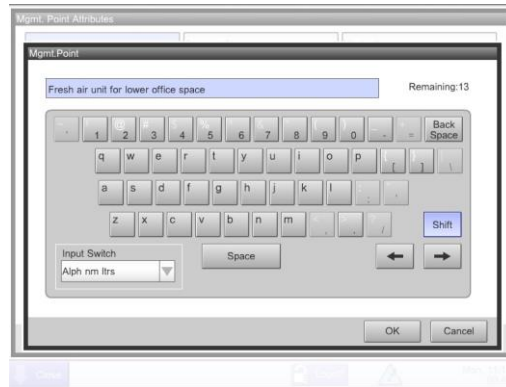 Mgmt. Point Attributes
Mgmt.Point
Fresh air unit for lower office space
Remaining:13
1 2 3 4 5 6 7 8 9 0 - = Back Space
q w e r t y u i o p [ ] \
a s d f g h j k l ; '
z x c v b n m , . / Shift
Input Switch
Alph nm ltrs
Space
OK Cancel